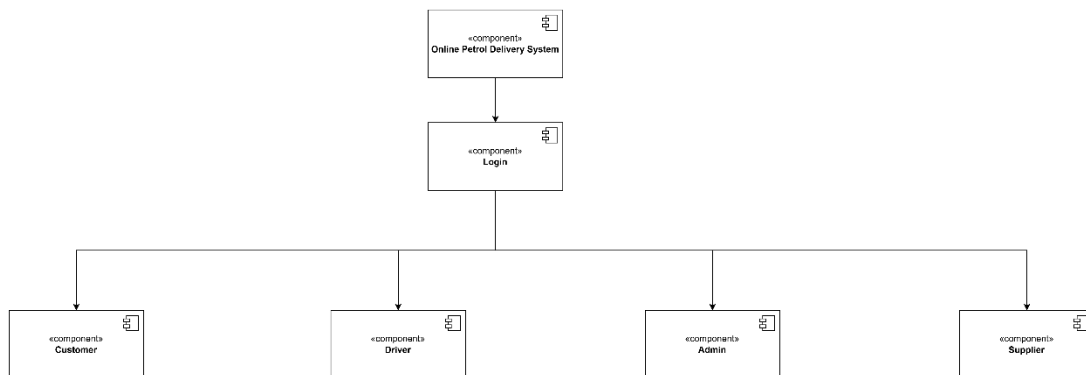 «component»
Online Petrol Delivery System
«component»
Login
«component»
Customer
«component»
Driver
«component»
Admin
«component»
Supplier